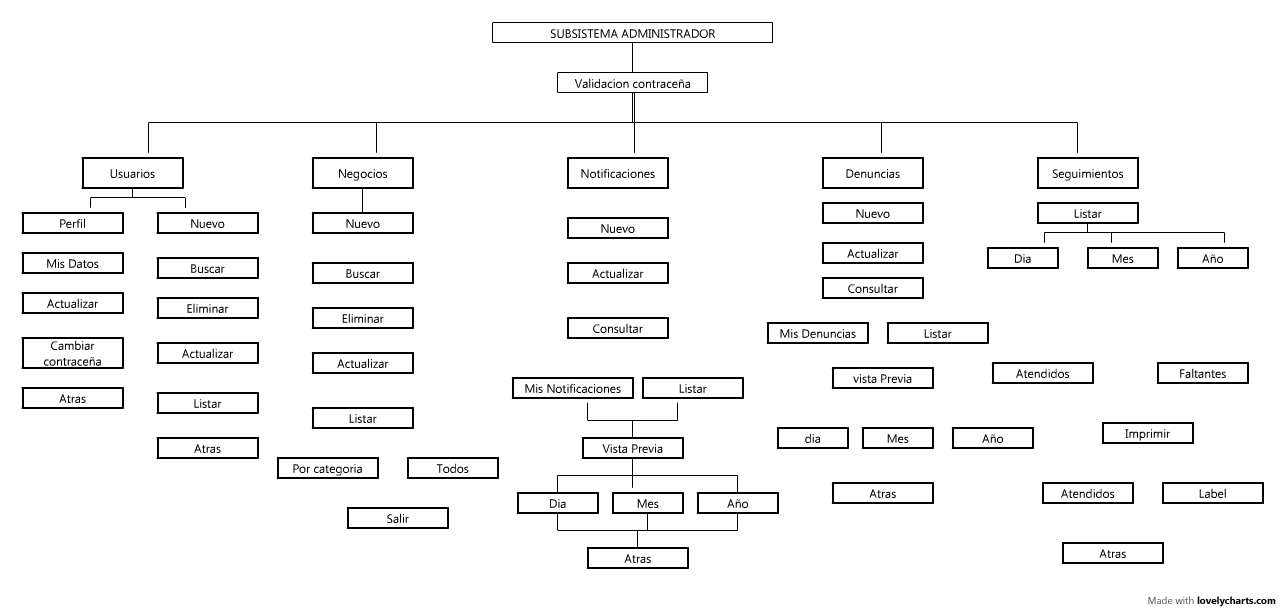 SUBSISTEMA ADMINISTRADOR
Validacion contraceña
Usuarios
Negocios
Notificaciones
Denuncias
Seguimientos
Perfil
Nuevo
Mis Datos
Buscar
Actualizar
Eliminar
Cambiar
contraceña
Actualizar
Atras
Listar
Atras
Nuevo
Buscar
Eliminar
Actualizar
Listar
Por categoria
Todos
Salir
Nuevo
Actualizar
Consultar
Mis Notificaciones
Listar
Vista Previa
Dia
Mes
Año
Atras
Nuevo
Actualizar
Consultar
Mis Denuncias
Listar
vista Previa
dia
Mes
Año
Atras
Listar
Dia
Mes
Año
Atendidos
Faltantes
Imprimir
Atendidos
Label
Atras
Made with lovelycharts.com